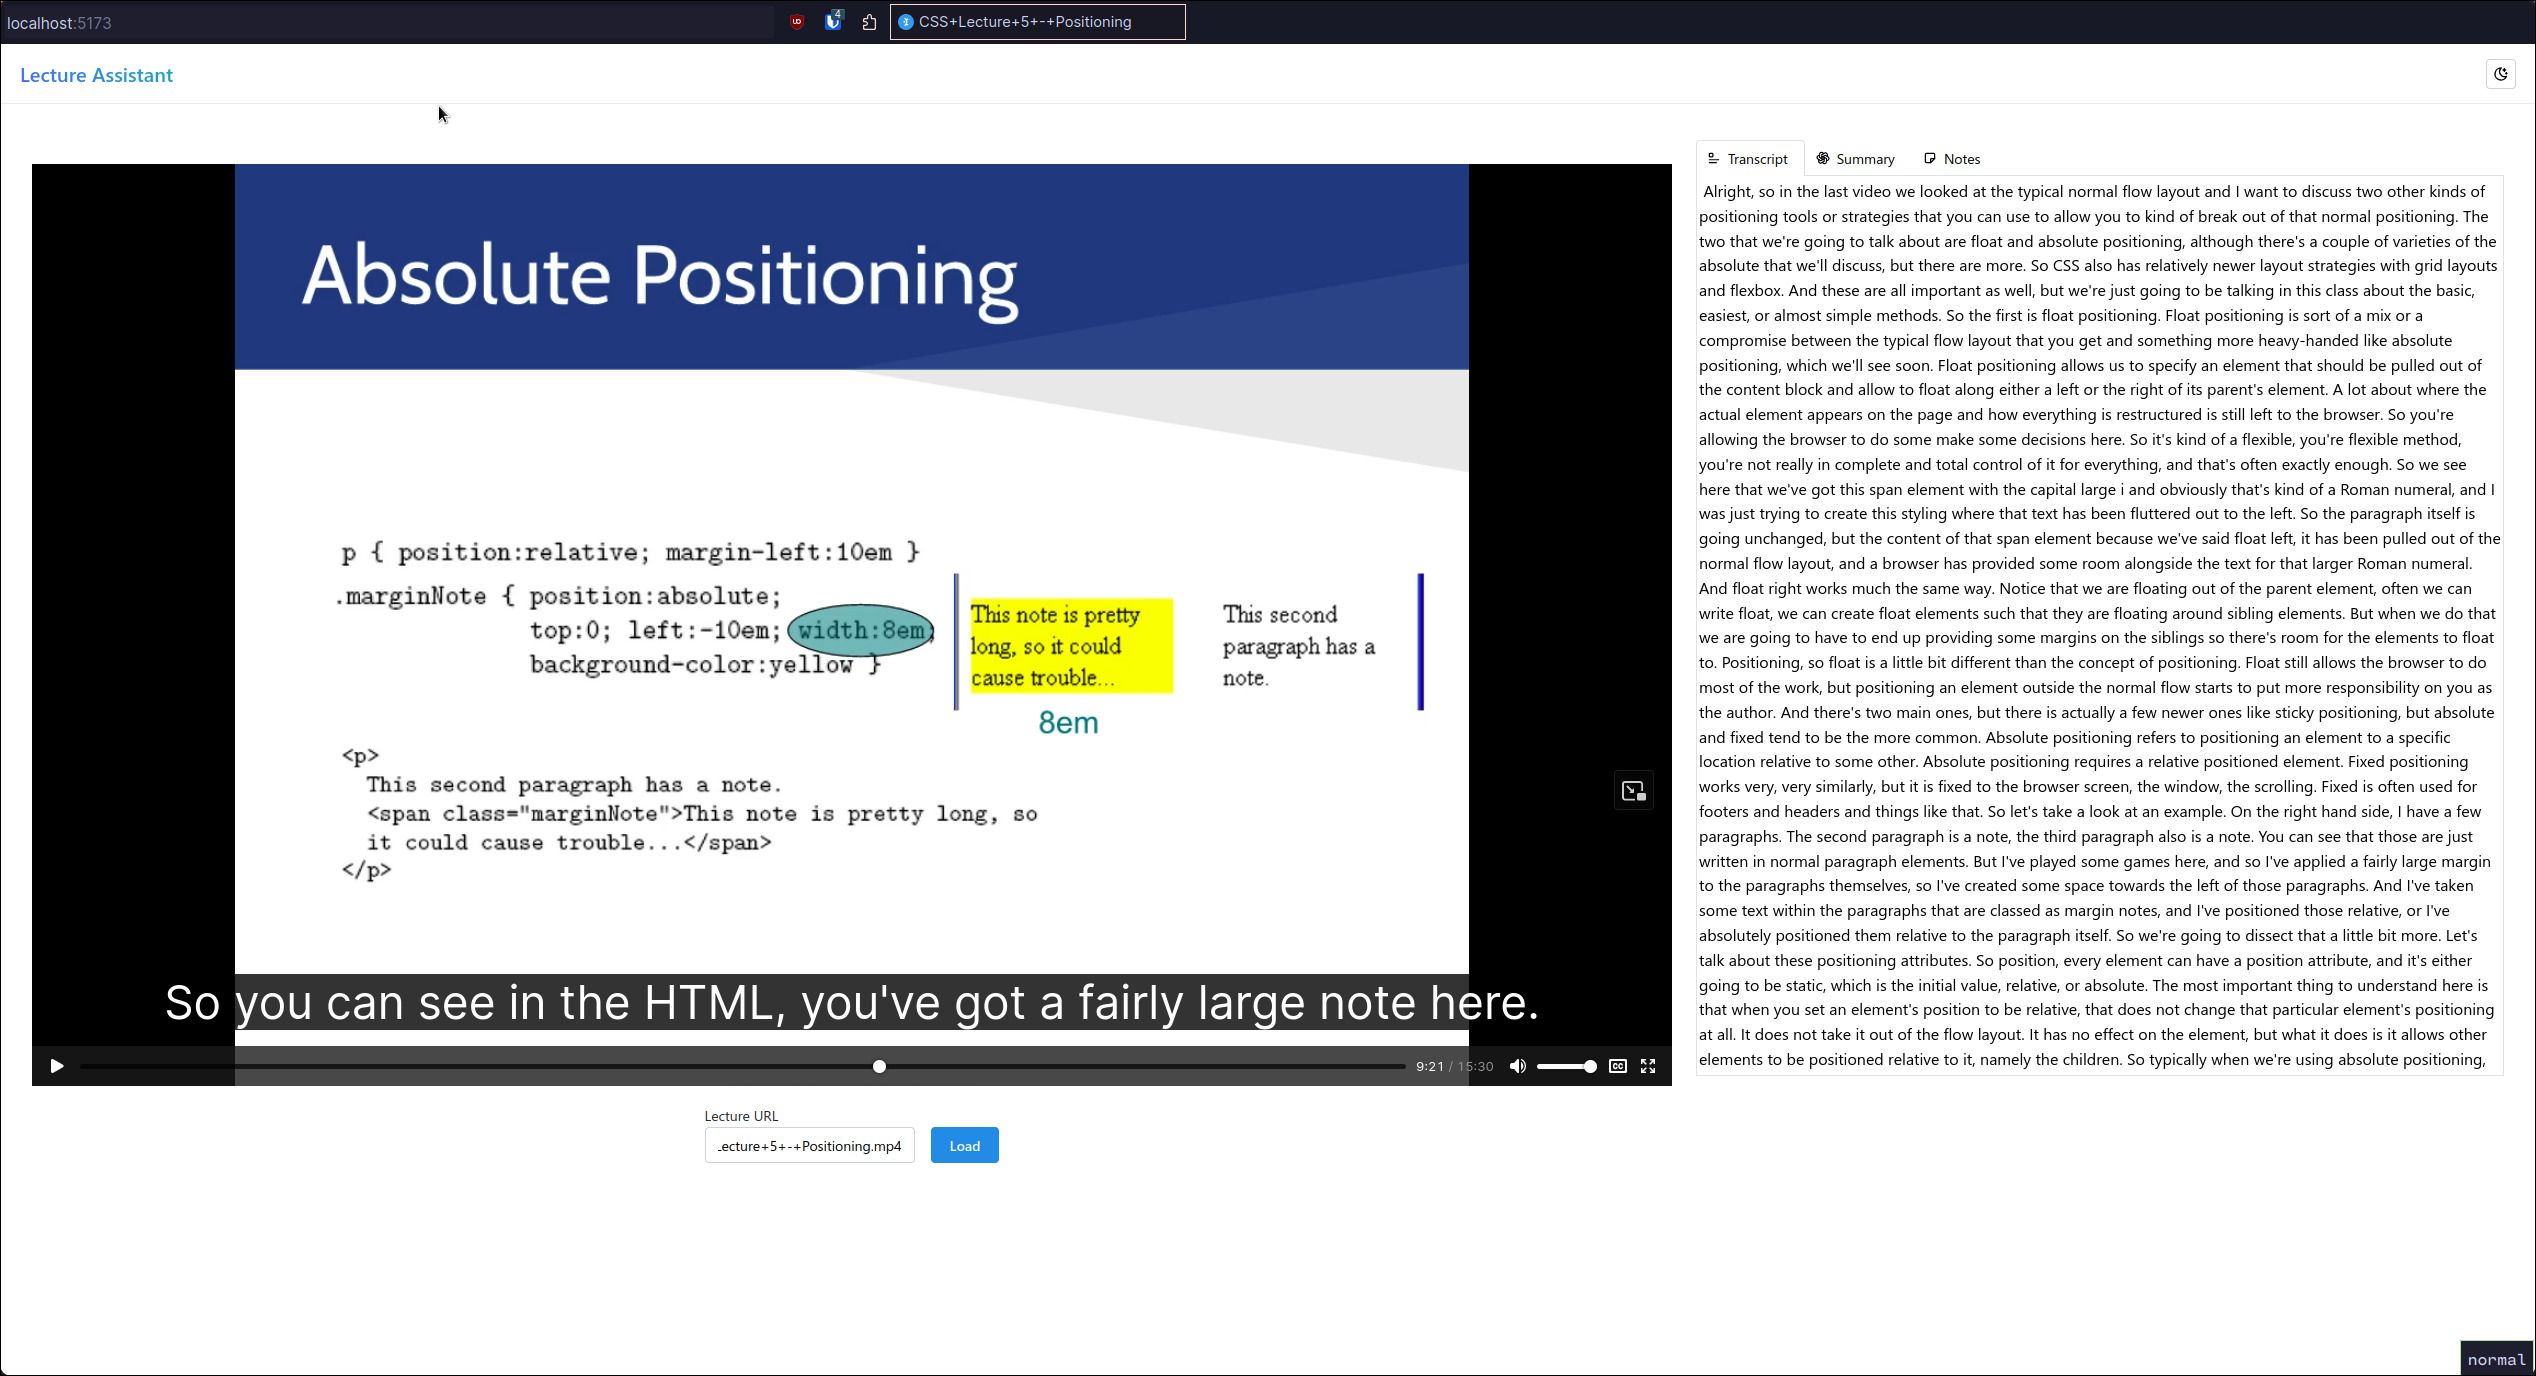 localhost:5173
4
CSS+Lecture+5+-+Positioning
Lecture Assistant
Absolute Positioning
p { position:relative; margin-left:10em }
.marginNote { position:absolute;
top:0; left:-10em; width:8em;
background-color:yellow }
This note is pretty
long, so it could
cause trouble...
8em
This second
paragraph has a
note.
<p>
This second paragraph has a note.
<span class="marginNote">This note is pretty long, so
it could cause trouble...</span>
</p>
So you can see in the HTML, you've got a fairly large note here.
9:21 / 15:30
CC
Lecture URL
Lecture+5+-+Positioning.mp4
Load
Transcript
Summary
Notes
Alright, so in the last video we looked at the typical normal flow layout and I want to discuss two other kinds of
positioning tools or strategies that you can use to allow you to kind of break out of that normal positioning. The
two that we're going to talk about are float and absolute positioning, although there's a couple of varieties of the
absolute that we'll discuss, but there are more. So CSS also has relatively newer layout strategies with grid layouts
and flexbox. And these are all important as well, but we're just going to be talking in this class about the basic,
easiest, or almost simple methods. So the first is float positioning. Float positioning is sort of a mix or a
compromise between the typical flow layout that you get and something more heavy-handed like absolute
positioning, which we'll see soon. Float positioning allows us to specify an element that should be pulled out of
the content block and allow to float along either a left or the right of its parent's element. A lot about where the
actual element appears on the page and how everything is restructured is still left to the browser. So you're
allowing the browser to do some make some decisions here. So it's kind of a flexible, you're flexible method,
you're not really in complete and total control of it for everything, and that's often exactly enough. So we see
here that we've got this span element with the capital large i and obviously that's kind of a Roman numeral, and I
was just trying to create this styling where that text has been fluttered out to the left. So the paragraph itself is
going unchanged, but the content of that span element because we've said float left, it has been pulled out of the
normal flow layout, and a browser has provided some room alongside the text for that larger Roman numeral.
And float right works much the same way. Notice that we are floating out of the parent element, often we can
write float, we can create float elements such that they are floating around sibling elements. But when we do that
we are going to have to end up providing some margins on the siblings so there's room for the elements to float
to. Positioning, so float is a little bit different than the concept of positioning. Float still allows the browser to do
most of the work, but positioning an element outside the normal flow starts to put more responsibility on you as
the author. And there's two main ones, but there is actually a few newer ones like sticky positioning, but absolute
and fixed tend to be the more common. Absolute positioning refers to positioning an element to a specific
location relative to some other. Absolute positioning requires a relative positioned element. Fixed positioning
works very, very similarly, but it is fixed to the browser screen, the window, the scrolling. Fixed is often used for
footers and headers and things like that. So let's take a look at an example. On the right hand side, I have a few
paragraphs. The second paragraph is a note, the third paragraph also is a note. You can see that those are just
written in normal paragraph elements. But I've played some games here, and so I've applied a fairly large margin
to the paragraphs themselves, so I've created some space towards the left of those paragraphs. And I've taken
some text within the paragraphs that are classed as margin notes, and I've positioned those relative, or I've
absolutely positioned them relative to the paragraph itself. So we're going to dissect that a little bit more. Let's
talk about these positioning attributes. So position, every element can have a position attribute, and it's either
going to be static, which is the initial value, relative, or absolute. The most important thing to understand here is
that when you set an element's position to be relative, that does not change that particular element's positioning
at all. It does not take it out of the flow layout. It has no effect on the element, but what it does is it allows other
elements to be positioned relative to it, namely the children. So typically when we're using absolute positioning,
normal